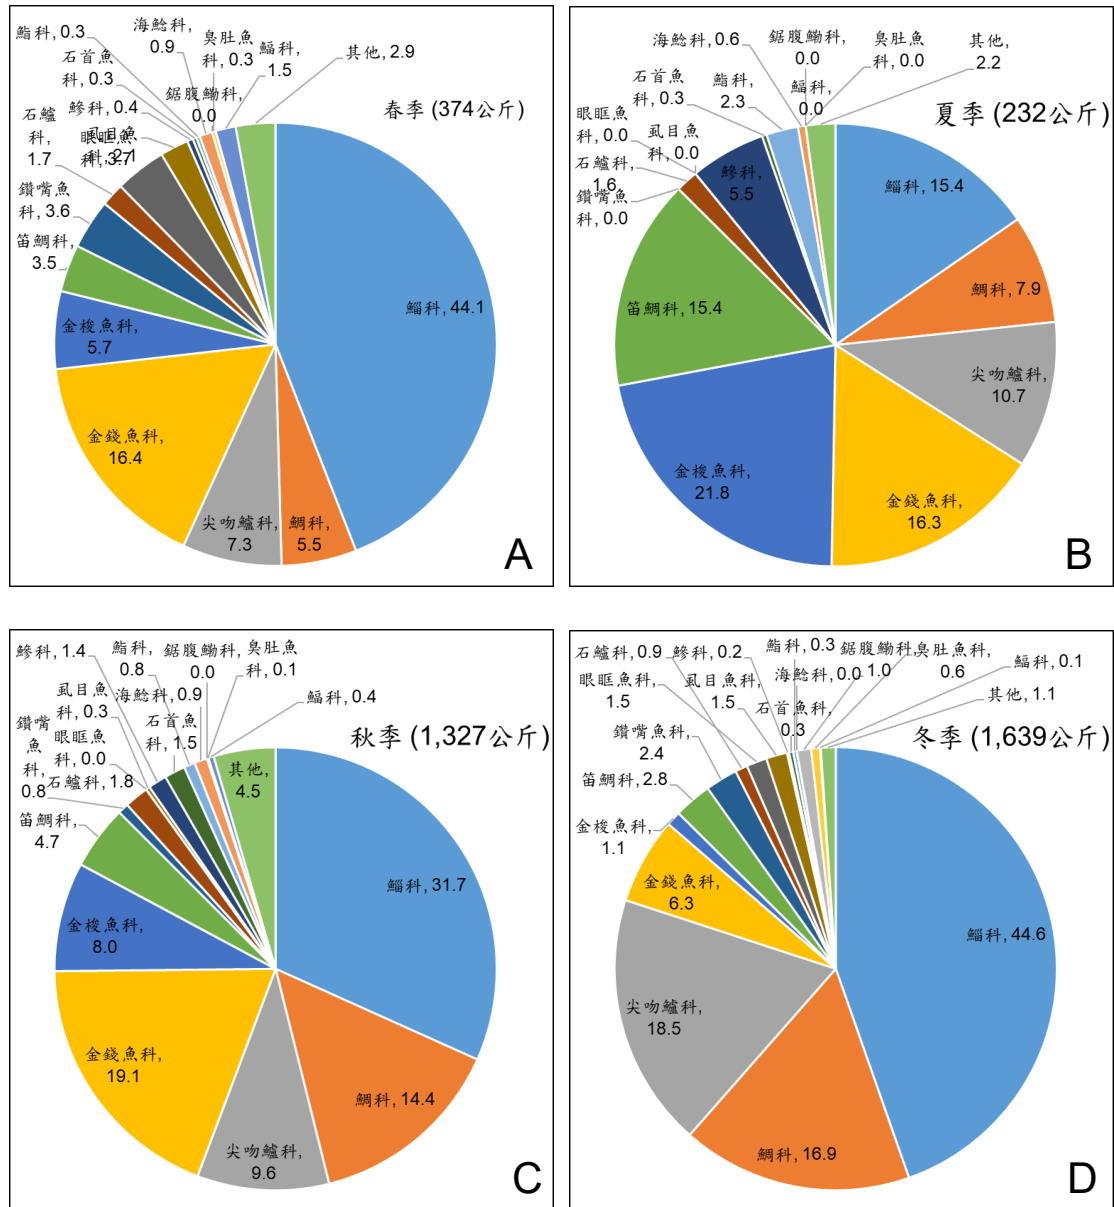 春季 (374公斤)
鯔科, 44.1
鯛科,
5.5
尖吻鱸科,
7.3
金錢魚科,
16.4
金梭魚科,
5.7
笛鯛科,
3.5
鑽嘴魚
科, 3.6
石鱸
科,
1.7
眼眶魚
科, 3.7
虱目魚
科, 2.1
鰺科, 0.4
石首魚
科, 0.3
鮨科, 0.3
海鯰科,
0.9
鋸腹鰳科,
0.0
臭肚魚
科, 0.3
鰏科,
1.5
其他, 2.9
A
夏季 (232公斤)
鯔科, 15.4
鯛科, 7.9
尖吻鱸科,
10.7
金錢魚科,
16.3
金梭魚科,
21.8
笛鯛科, 15.4
鑽嘴魚
科, 0.0
石鱸科,
1.6
眼眶魚
科, 0.0
虱目魚
科, 0.0
鰺科,
5.5
石首魚
科, 0.3
鮨科,
2.3
海鯰科, 0.6
鋸腹鰳科,
0.0
臭肚魚
科, 0.0
鰏科,
0.0
其他,
2.2
B
秋季 (1,327公斤)
鯔科, 31.7
鯛科, 14.4
尖吻鱸科,
9.6
金錢魚科,
19.1
金梭魚科,
8.0
笛鯛科,
4.7
鑽嘴
魚
科,
0.8
石鱸科, 1.8
眼眶魚
科,
0.0
虱目魚
科, 0.3
鰺科, 1.4
石首魚
科, 1.5
鮨科,
0.8
海鯰科, 0.9
鋸腹鰳科,
0.0
臭肚魚
科, 0.1
鰏科, 0.4
其他,
4.5
C
冬季 (1,639公斤)
鯔科, 44.6
鯛科, 16.9
尖吻鱸科,
18.5
金錢魚科,
6.3
金梭魚科,
1.1
笛鯛科,
2.8
鑽嘴魚科,
2.4
石鱸科, 0.9
眼眶魚科,
1.5
虱目魚科,
1.5
鰺科, 0.2
石首魚科,
0.3
鮨科, 0.3
海鯰科,
0.0
鋸腹鰳科,
1.0
臭肚魚科,
0.6
鰏科, 0.1
其他, 1.1
D